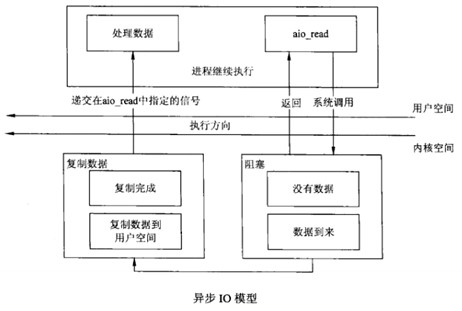 处理数据
aio_read
进程继续执行
递交在aio_read中指定的信号
返回
系统调用
用户空间
执行方向
内核空间
复制数据
阻塞
复制完成
没有数据
复制数据到
用户空间
数据到来
异步 IO 模型